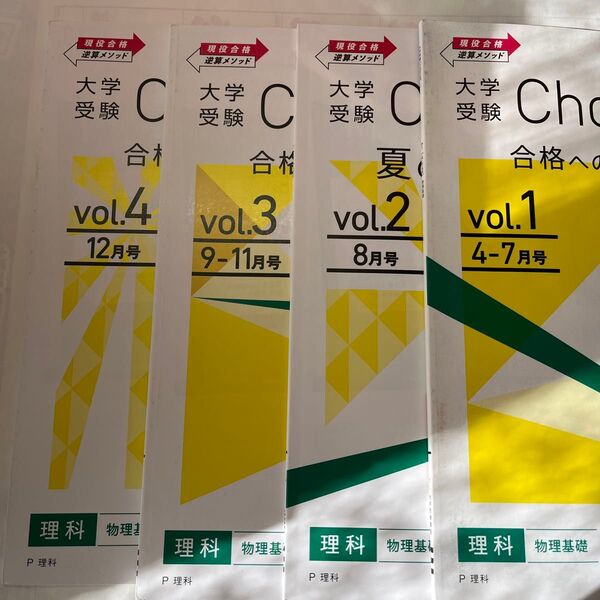 現役合格
逆算メソッド
大学
受験
C
合格
vol.4
12月号
理科
物理基
P 理科
現役合格
逆算メソッド
大学
受験
C
合格
vol.3
9-11月号
理科
物理基
P 理科
現役合格
逆算メソッド
大学
受験
C
夏
vol.2
8月号
理科
物理基
P 理科
現役合格
逆算メソッド
大学
受験
Cho
合格への
vol.1
4-7月号
理科
物理基礎
P 理科